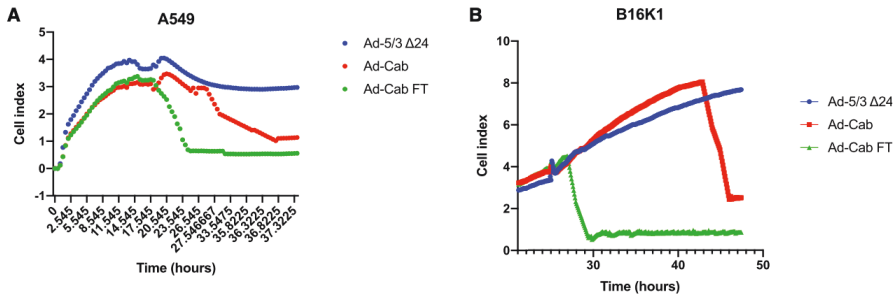 A
A549
Cell index
5
4
3
2
1
0
-1
0
2.545
5.545
8.545
11.545
14.545
17.545
20.545
23.545
26.545
27.546667
33.5475
35.8225
36.3225
36.8225
37.3225
Time (hours)
Ad-5/3 Δ24
Ad-Cab
Ad-Cab FT
B
B16K1
Cell index
10
8
6
4
2
0
30
40
50
Time (hours)
Ad-5/3 Δ24
Ad-Cab
Ad-Cab FT